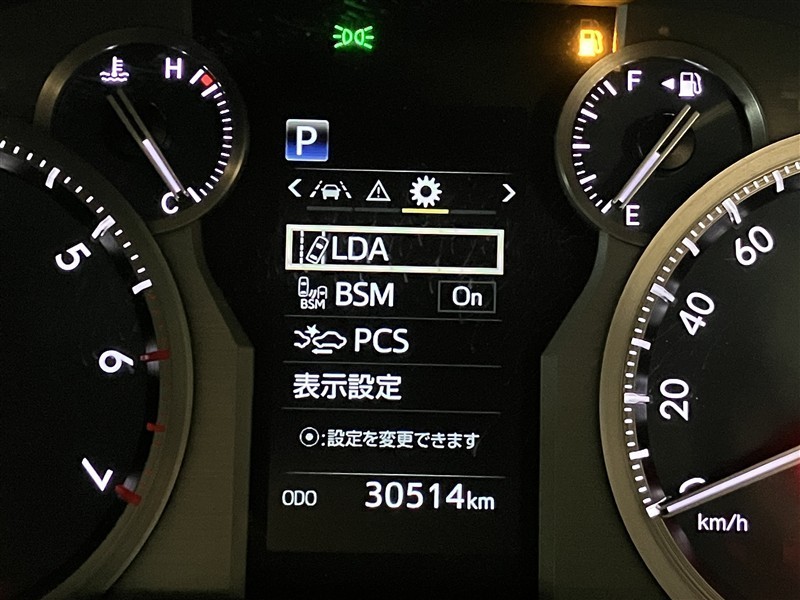 H
C
F
E
P
LDA
BSM
BSM On
PCS
表示設定
⦿:設定を変更できます
ODO 30514km
5
6
7
60
40
20
0
km/h